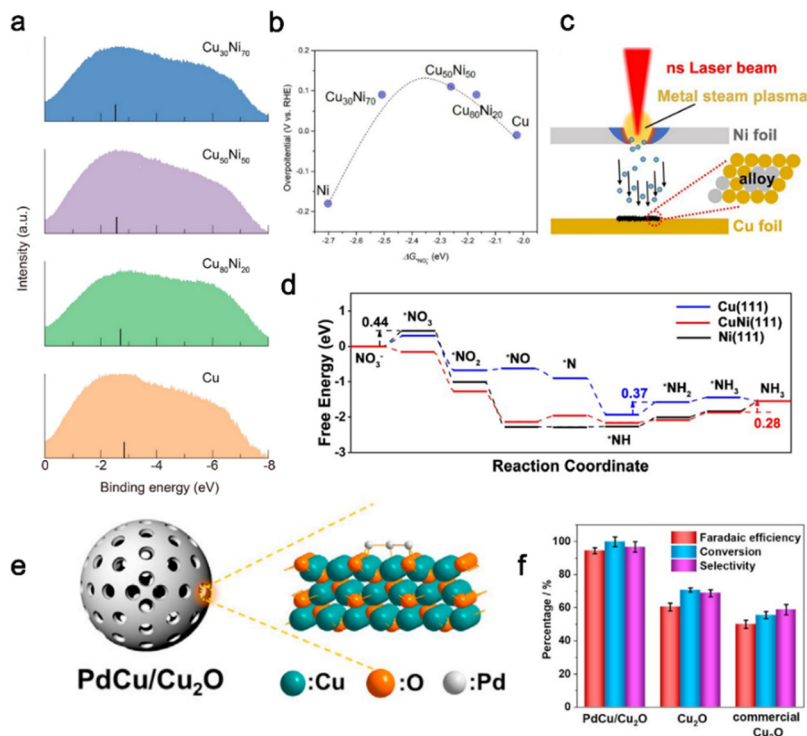 a
Cu30Ni70
Cu50Ni50
Cu80Ni20
Cu
Intensity (a.u.)
0 -2 -4 -6 -8
Binding energy (eV)
b
Overpoitential (V vs. RHE)
0.2
0.1
0.0
-0.1
-0.2
Cu30Ni70
Cu50Ni50
Cu80Ni20
Cu
Ni
-2.7 -2.6 -2.5 -2.4 -2.3 -2.2 -2.1 -2.0
ΔG*NO3- (eV)
c
ns Laser beam
Metal steam plasma
Ni foil
alloy
Cu foil
d
Free Energy (eV)
1
0
-1
-2
-3
0.44
NO3-
*NO3
*NO2
*NO
*N
*NH
0.37
*NH2
*NH3
NH3
0.28
Cu(111)
CuNi(111)
Ni(111)
Reaction Coordinate
e
PdCu/Cu2O
:Cu :O :Pd
f
Percentage / %
100
80
60
40
20
0
Faradaic efficiency
Conversion
Selectivity
PdCu/Cu2O Cu2O commercial
Cu2O